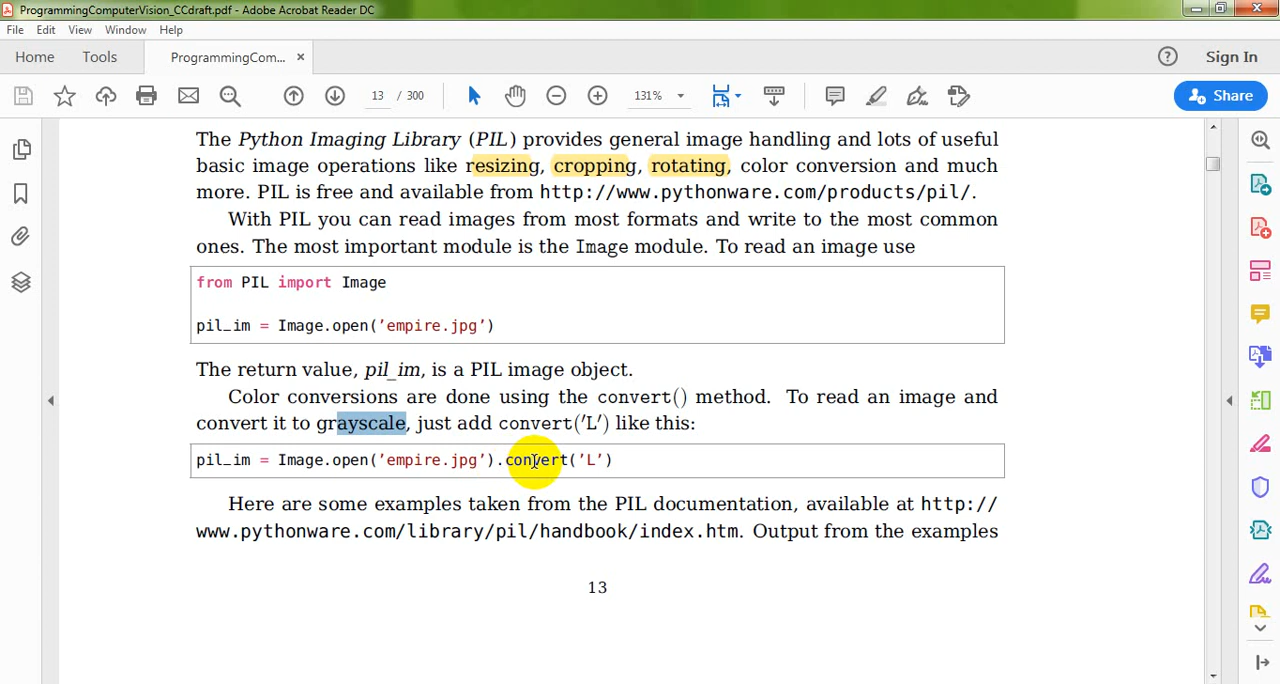 ProgrammingComputerVision_CCdraft.pdf - Adobe Acrobat Reader DC
File Edit View Window Help
Home Tools ProgrammingCom... × Sign In
13 / 300 131% Share
The Python Imaging Library (PIL) provides general image handling and lots of useful
basic image operations like resizing, cropping, rotating, color conversion and much
more. PIL is free and available from http://www.pythonware.com/products/pil/.
With PIL you can read images from most formats and write to the most common
ones. The most important module is the Image module. To read an image use
from PIL import Image
pil_im = Image.open(’empire.jpg’)
The return value, pil_im, is a PIL image object.
Color conversions are done using the convert() method. To read an image and
convert it to grayscale, just add convert(′L′) like this:
pil_im = Image.open(’empire.jpg’).convert(’L’)
Here are some examples taken from the PIL documentation, available at http://
www.pythonware.com/library/pil/handbook/index.htm. Output from the examples
13